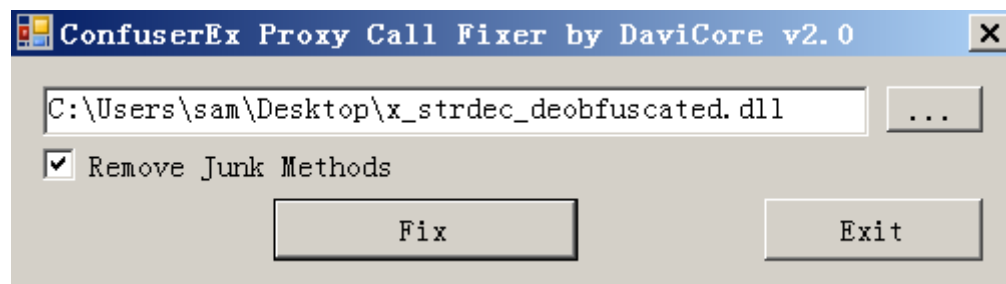 ConfuserEx Proxy Call Fixer by DaviCore v2.0
C:\Users\sam\Desktop\x_strdec_deobfuscated.dll ...
Remove Junk Methods
Fix Exit